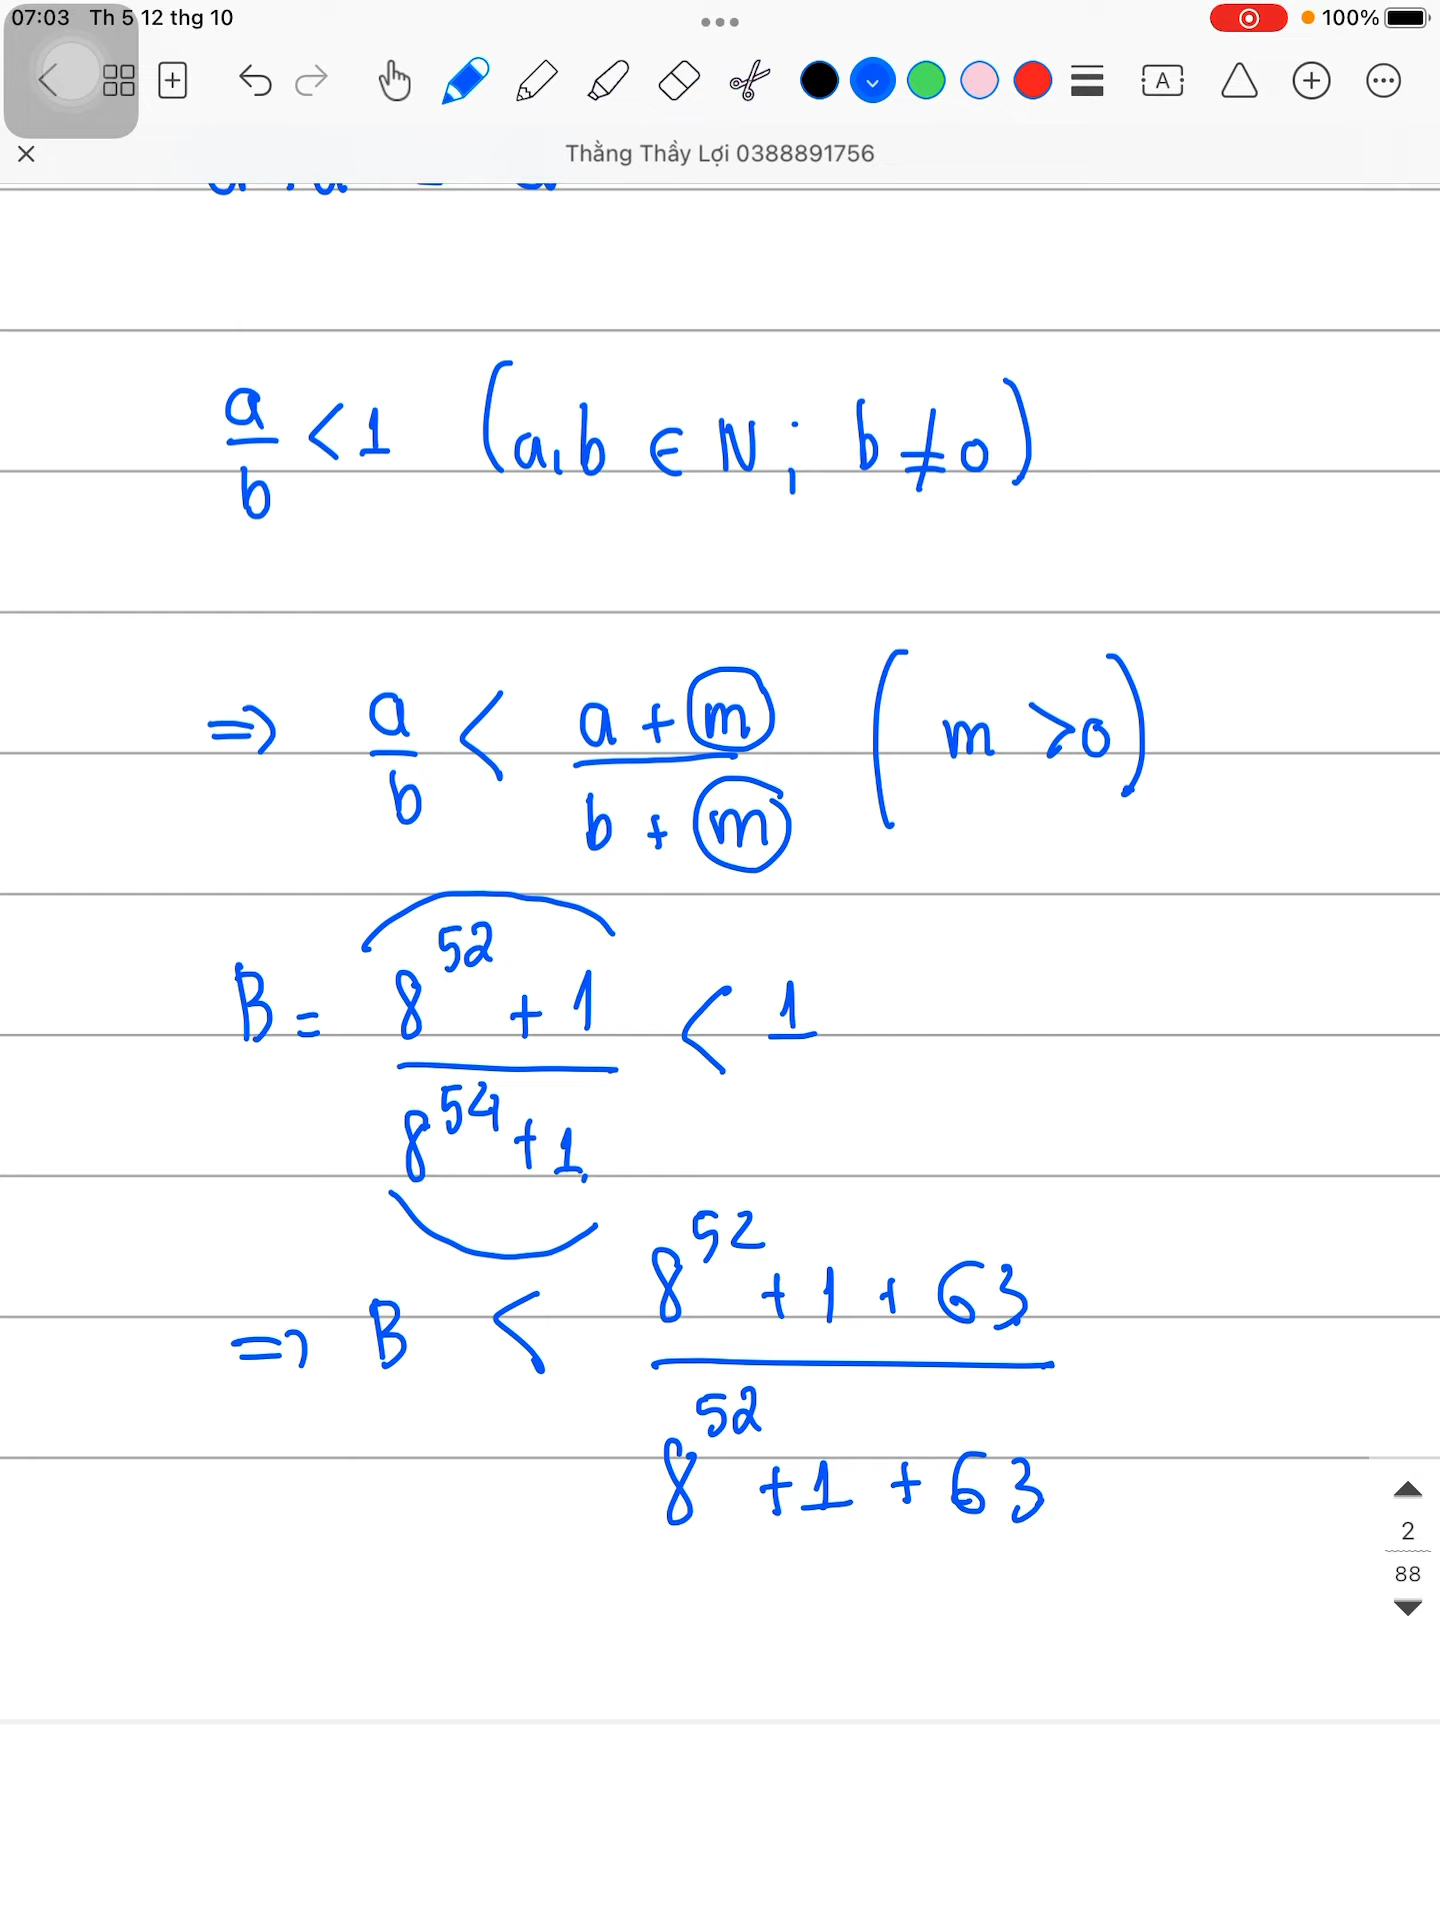 07:03 Th 5 12 thg 10
100%
A
Thằng Thầy Lợi 0388891756
a/b < 1 (a, b ∈ N; b ≠ 0)
=> a/b < (a + m)/(b + m) (m > 0)
B = (8^52 + 1)/(8^54 + 1) < 1
=> B < (8^52 + 1 + 63)/(8^52 + 1 + 63)
2
88